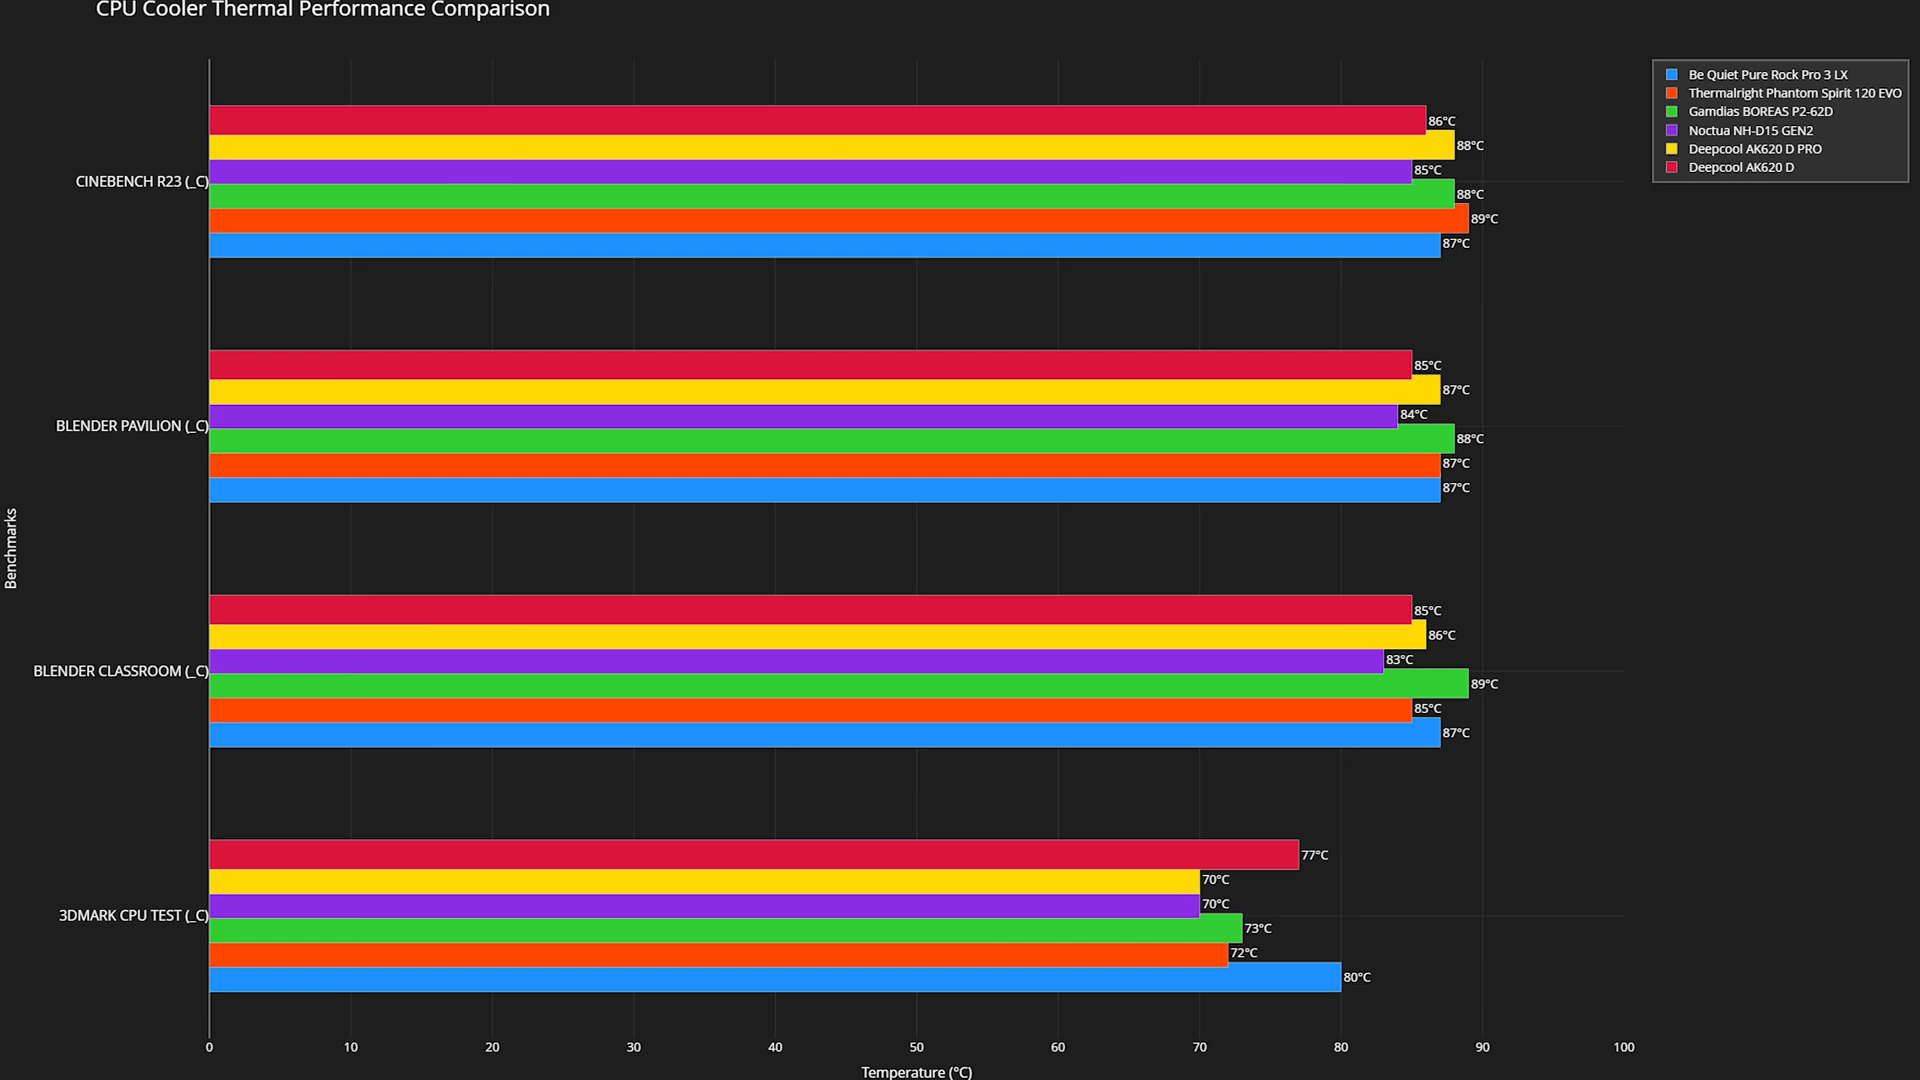 CPU Cooler Thermal Performance Comparison
Be Quiet Pure Rock Pro 3 LX
Thermalright Phantom Spirit 120 EVO
Gamdias BOREAS P2-62D
Noctua NH-D15 GEN2
Deepcool AK620 D PRO
Deepcool AK620 D
Benchmarks
CINEBENCH R23 (_C)
86°C
88°C
85°C
88°C
89°C
87°C
BLENDER PAVILION (_C)
85°C
87°C
84°C
88°C
87°C
87°C
BLENDER CLASSROOM (_C)
85°C
86°C
83°C
89°C
85°C
87°C
3DMARK CPU TEST (_C)
77°C
70°C
70°C
73°C
72°C
80°C
0 10 20 30 40 50 60 70 80 90 100
Temperature (°C)